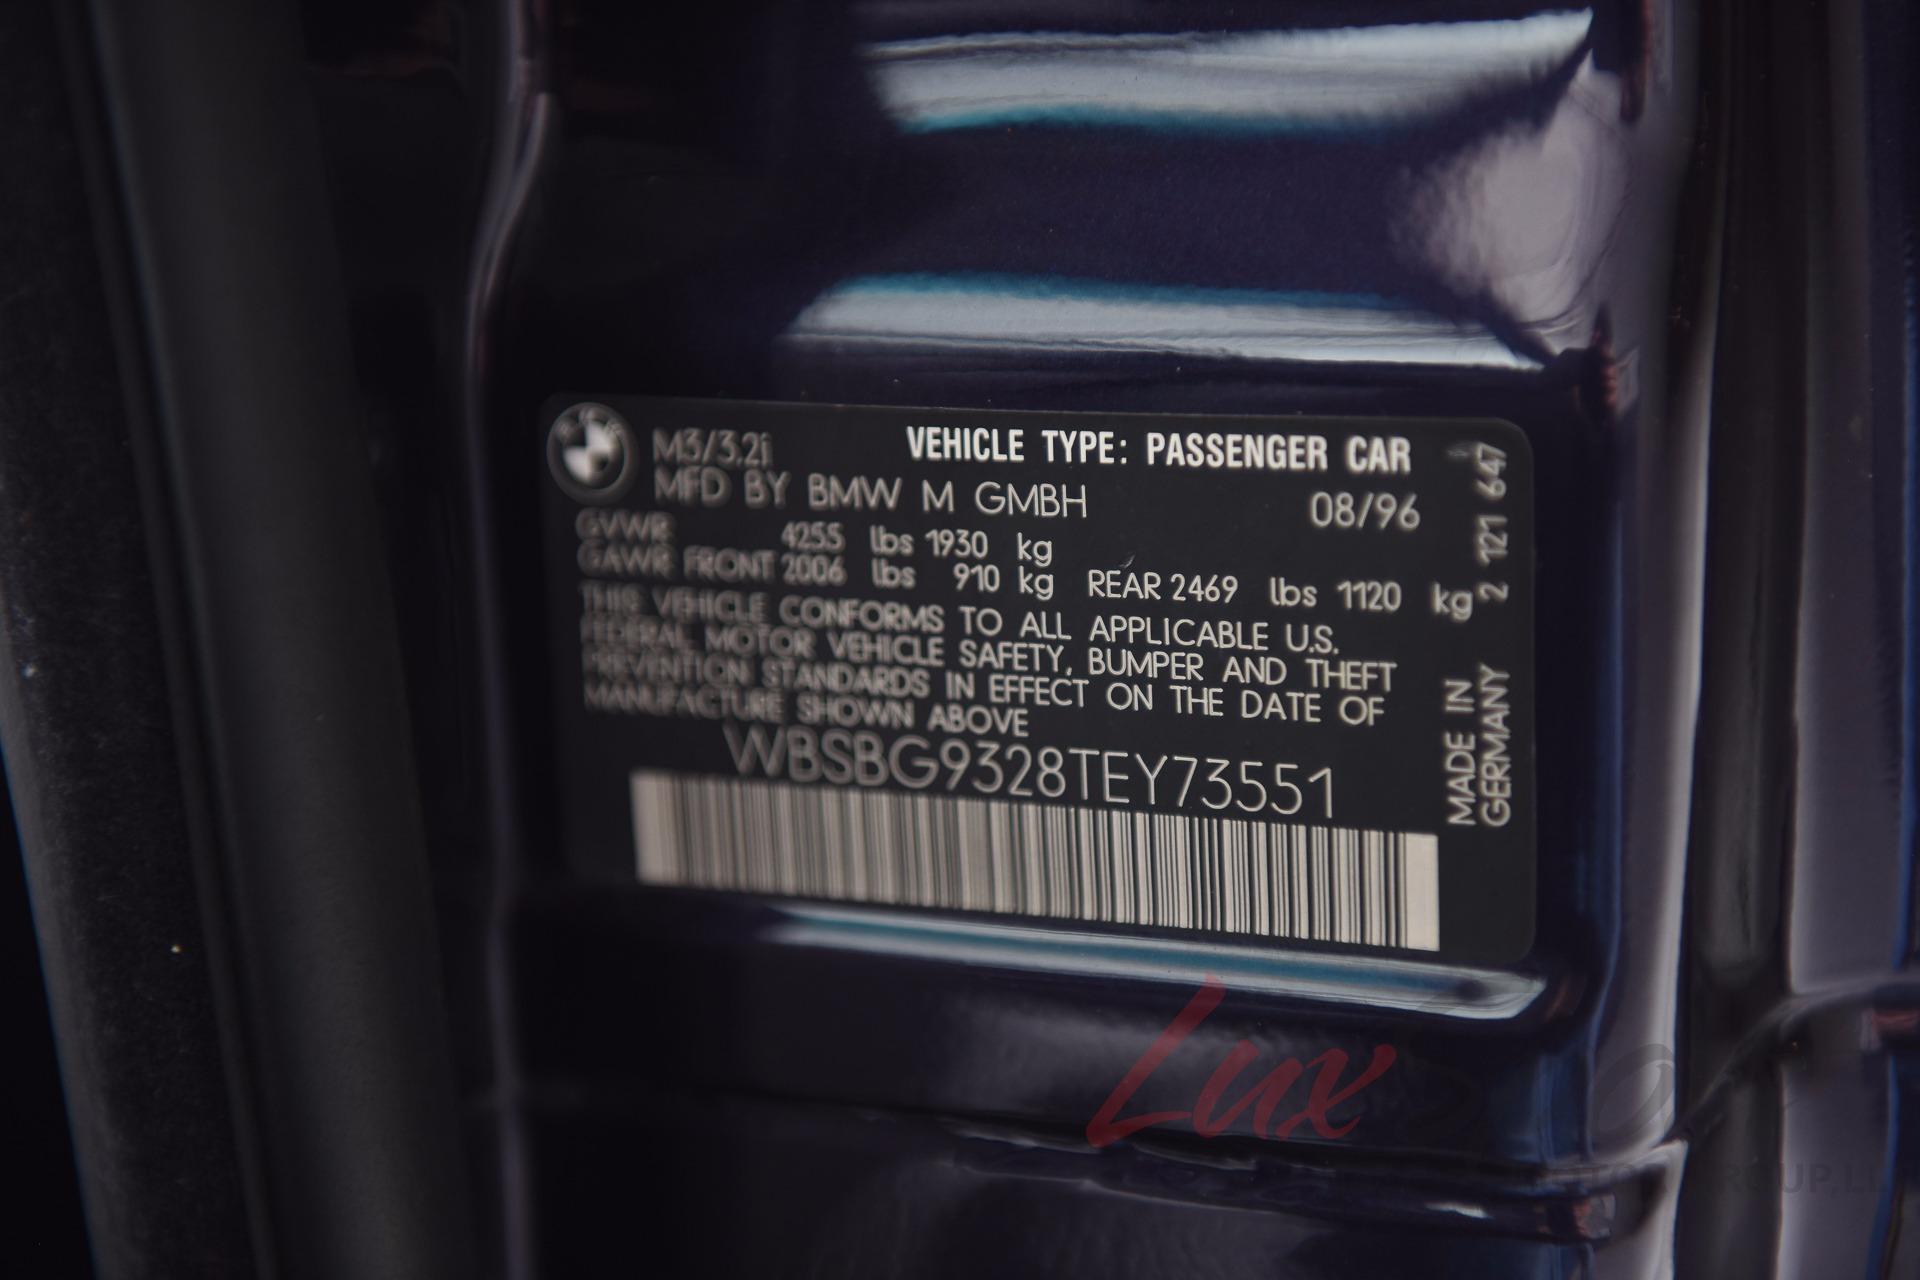 M3/3.2i VEHICLE TYPE: PASSENGER CAR
MFD BY BMW M GMBH 08/96
GVWR 4255 lbs 1930 kg
GAWR FRONT 2006 lbs 910 kg REAR 2469 lbs 1120 kg
THIS VEHICLE CONFORMS TO ALL APPLICABLE U.S.
FEDERAL MOTOR VEHICLE SAFETY, BUMPER AND THEFT
PREVENTION STANDARDS IN EFFECT ON THE DATE OF
MANUFACTURE SHOWN ABOVE
WBSBG9328TEY73551
2 121 647
MADE IN
GERMANY
Lux